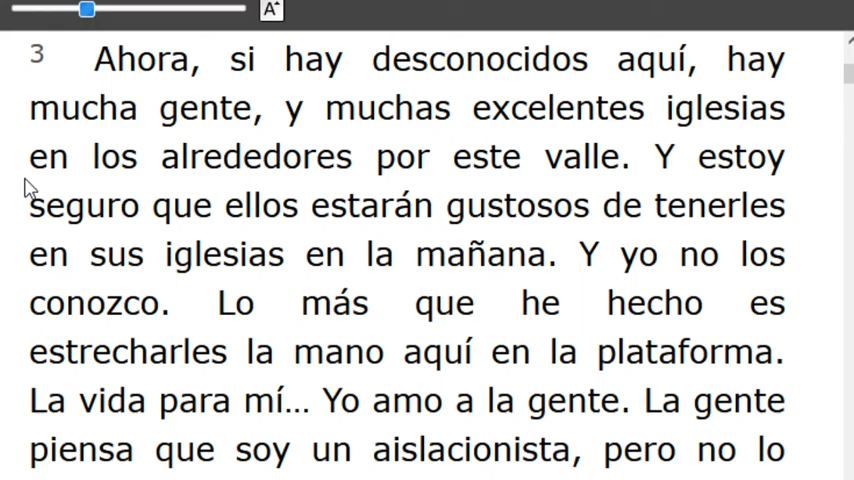 A
3 Ahora, si hay desconocidos aquí, hay
mucha gente, y muchas excelentes iglesias
en los alrededores por este valle. Y estoy
seguro que ellos estarán gustosos de tenerles
en sus iglesias en la mañana. Y yo no los
conozco. Lo más que he hecho es
estrecharles la mano aquí en la plataforma.
La vida para mí... Yo amo a la gente. La gente
piensa que soy un aislacionista, pero no lo